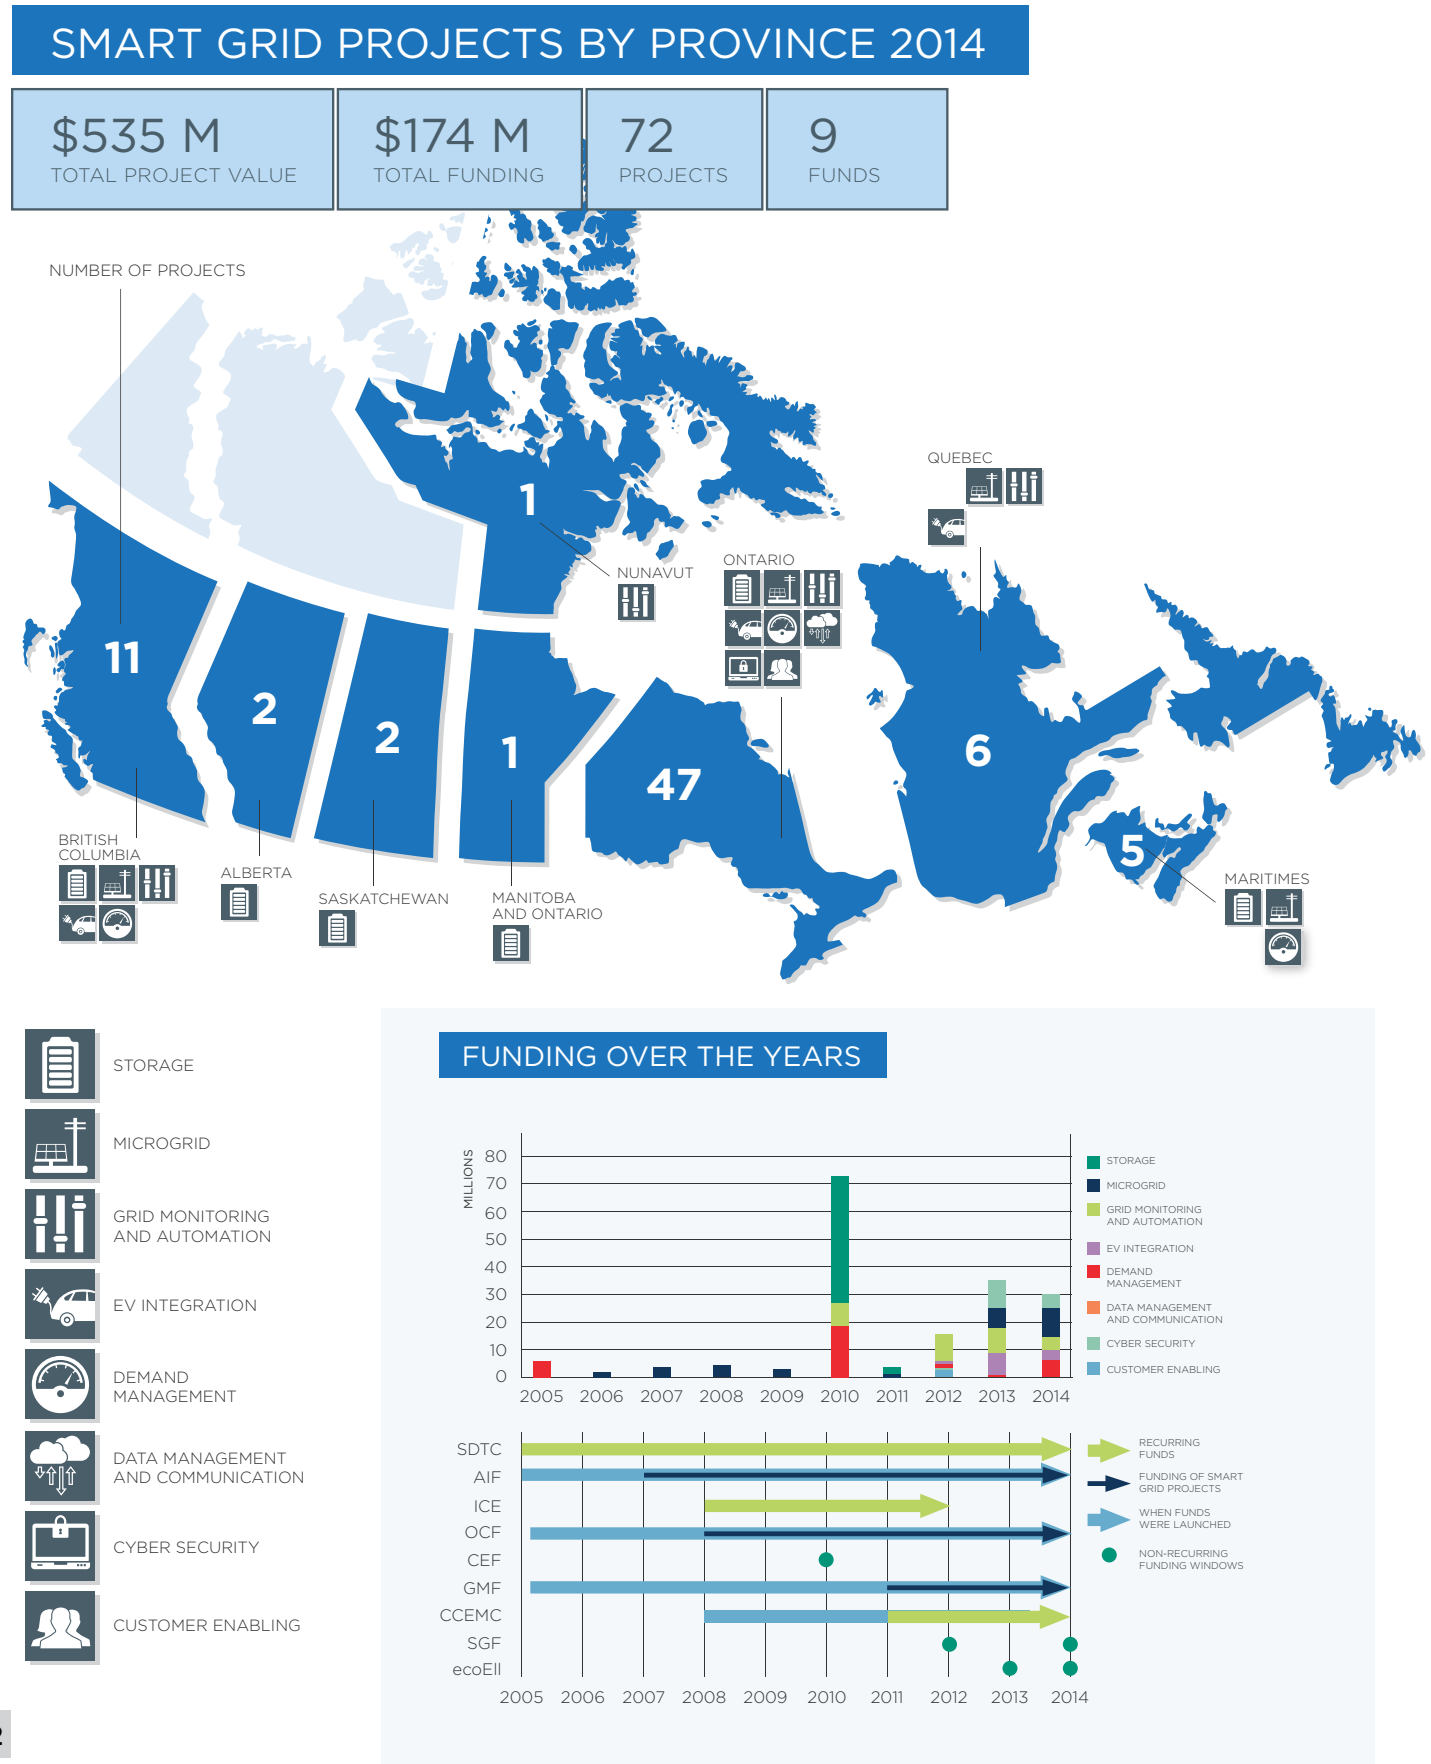 SMART GRID PROJECTS BY PROVINCE 2014
$535 M
TOTAL PROJECT VALUE
$174 M
TOTAL FUNDING
72
PROJECTS
9
FUNDS
NUMBER OF PROJECTS
1
NUNAVUT
QUEBEC
ONTARIO
11
2
2
1
47
6
5
BRITISH
COLUMBIA
ALBERTA
SASKATCHEWAN
MANITOBA
AND ONTARIO
MARITIMES
STORAGE
MICROGRID
GRID MONITORING
AND AUTOMATION
EV INTEGRATION
DEMAND
MANAGEMENT
DATA MANAGEMENT
AND COMMUNICATION
CYBER SECURITY
CUSTOMER ENABLING
FUNDING OVER THE YEARS
MILLIONS
80
70
60
50
40
30
20
10
0
2005 2006 2007 2008 2009 2010 2011 2012 2013 2014
STORAGE
MICROGRID
GRID MONITORING
AND AUTOMATION
EV INTEGRATION
DEMAND
MANAGEMENT
DATA MANAGEMENT
AND COMMUNICATION
CYBER SECURITY
CUSTOMER ENABLING
SDTC
AIF
ICE
OCF
CEF
GMF
CCEMC
SGF
ecoEll
2005 2006 2007 2008 2009 2010 2011 2012 2013 2014
RECURRING
FUNDS
FUNDING OF SMART
GRID PROJECTS
WHEN FUNDS
WERE LAUNCHED
NON-RECURRING
FUNDING WINDOWS